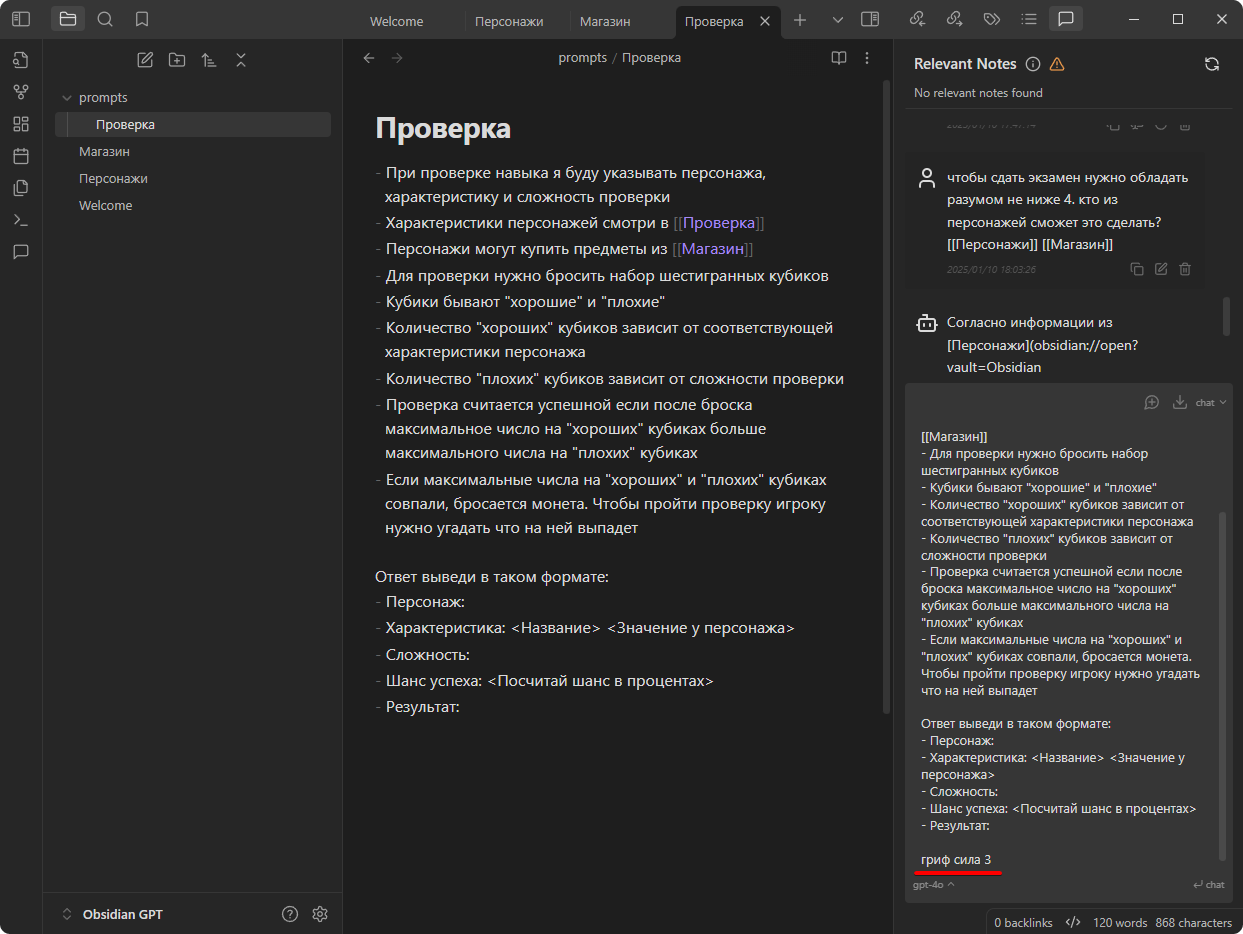 Welcome
Персонажи
Магазин
Проверка
prompts
Проверка
Магазин
Персонажи
Welcome
Obsidian GPT
prompts / Проверка
Проверка
- При проверке навыка я буду указывать персонажа,
характеристику и сложность проверки
- Характеристики персонажей смотри в [[Проверка]]
- Персонажи могут купить предметы из [[Магазин]]
- Для проверки нужно бросить набор шестигранных кубиков
- Кубики бывают "хорошие" и "плохие"
- Количество "хороших" кубиков зависит от соответствующей
характеристики персонажа
- Количество "плохих" кубиков зависит от сложности проверки
- Проверка считается успешной если после броска
максимальное число на "хороших" кубиках больше
максимального числа на "плохих" кубиках
- Если максимальные числа на "хороших" и "плохих" кубиках
совпали, бросается монета. Чтобы пройти проверку игроку
нужно угадать что на ней выпадет
Ответ выведи в таком формате:
- Персонаж:
- Характеристика: <Название> <Значение у персонажа>
- Сложность:
- Шанс успеха: <Посчитай шанс в процентах>
- Результат:
Relevant Notes
No relevant notes found
чтобы сдать экзамен нужно обладать
разумом не ниже 4. кто из
персонажей сможет это сделать?
[[Персонажи]] [[Магазин]]
2025/01/10 18:03:26
Согласно информации из
[Персонажи](obsidian://open?
vault=Obsidian
chat
[[Магазин]]
- Для проверки нужно бросить набор
шестигранных кубиков
- Кубики бывают "хорошие" и "плохие"
- Количество "хороших" кубиков зависит от
соответствующей характеристики персонажа
- Количество "плохих" кубиков зависит от
сложности проверки
- Проверка считается успешной если после
броска максимальное число на "хороших"
кубиках больше максимального числа на
"плохих" кубиках
- Если максимальные числа на "хороших" и
"плохих" кубиках совпали, бросается монета.
Чтобы пройти проверку игроку нужно угадать
что на ней выпадет
Ответ выведи в таком формате:
- Персонаж:
- Характеристика: <Название> <Значение у
персонажа>
- Сложность:
- Шанс успеха: <Посчитай шанс в процентах>
- Результат:
гриф сила 3
gpt-4o
chat
0 backlinks
120 words
868 characters